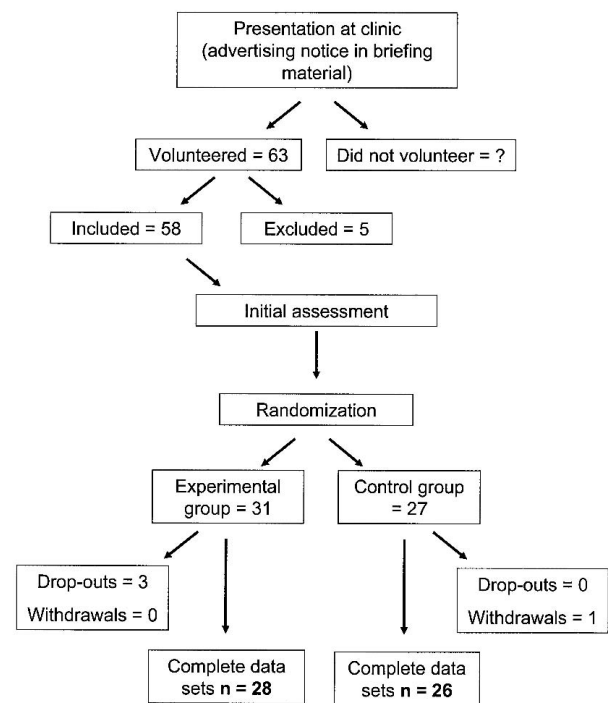 Presentation at clinic
(advertising notice in briefing
material)
Volunteered = 63
Did not volunteer = ?
Included = 58
Excluded = 5
Initial assessment
Randomization
Experimental
group = 31
Control group
= 27
Drop-outs = 3
Withdrawals = 0
Drop-outs = 0
Withdrawals = 1
Complete data
sets n = 28
Complete data
sets n = 26